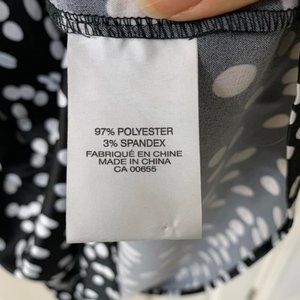 97% POLYESTER
3% SPANDEX
FABRIQUÉ EN CHINE
MADE IN CHINA
CA 00655